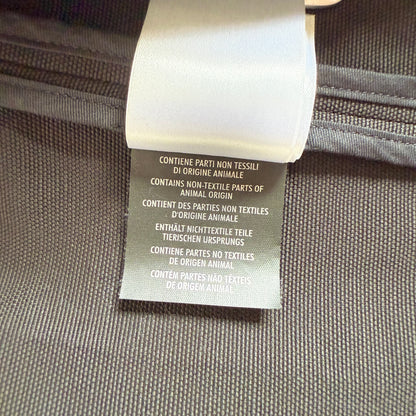 CONTIENE PARTI NON TESSILI
DI ORIGINE ANIMALE
CONTAINS NON-TEXTILE PARTS OF
ANIMAL ORIGIN
CONTIENT DES PARTIES NON TEXTILES
D'ORIGINE ANIMALE
ENTHÄLT NICHTTEXTILE TEILE
TIERISCHEN URSPRUNGS
CONTIENE PARTES NO TEXTILES
DE ORIGEN ANIMAL
CONTÉM PARTES NÃO TÊXTEIS
DE ORIGEM ANIMAL